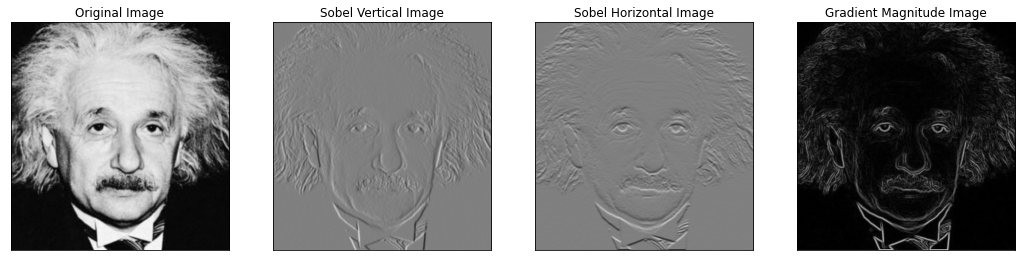 Original Image
Sobel Vertical Image
Sobel Horizontal Image
Gradient Magnitude Image